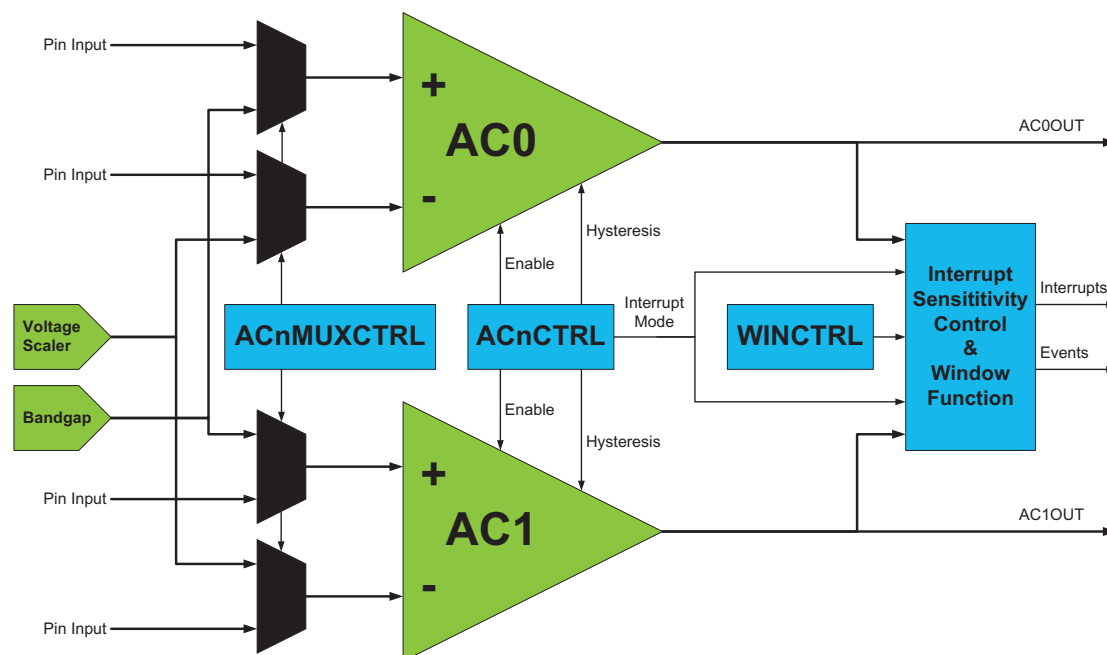 Pin Input
+
AC0
-
AC0OUT
Pin Input
Hysteresis
Enable
Voltage
Scaler
ACnMUXCTRL
ACnCTRL
Interrupt
Mode
WINCTRL
Interrupt
Sensititivity
Control
&
Window
Function
Interrupts
Events
Bandgap
Enable
Hysteresis
Pin Input
+
AC1
-
AC1OUT
Pin Input